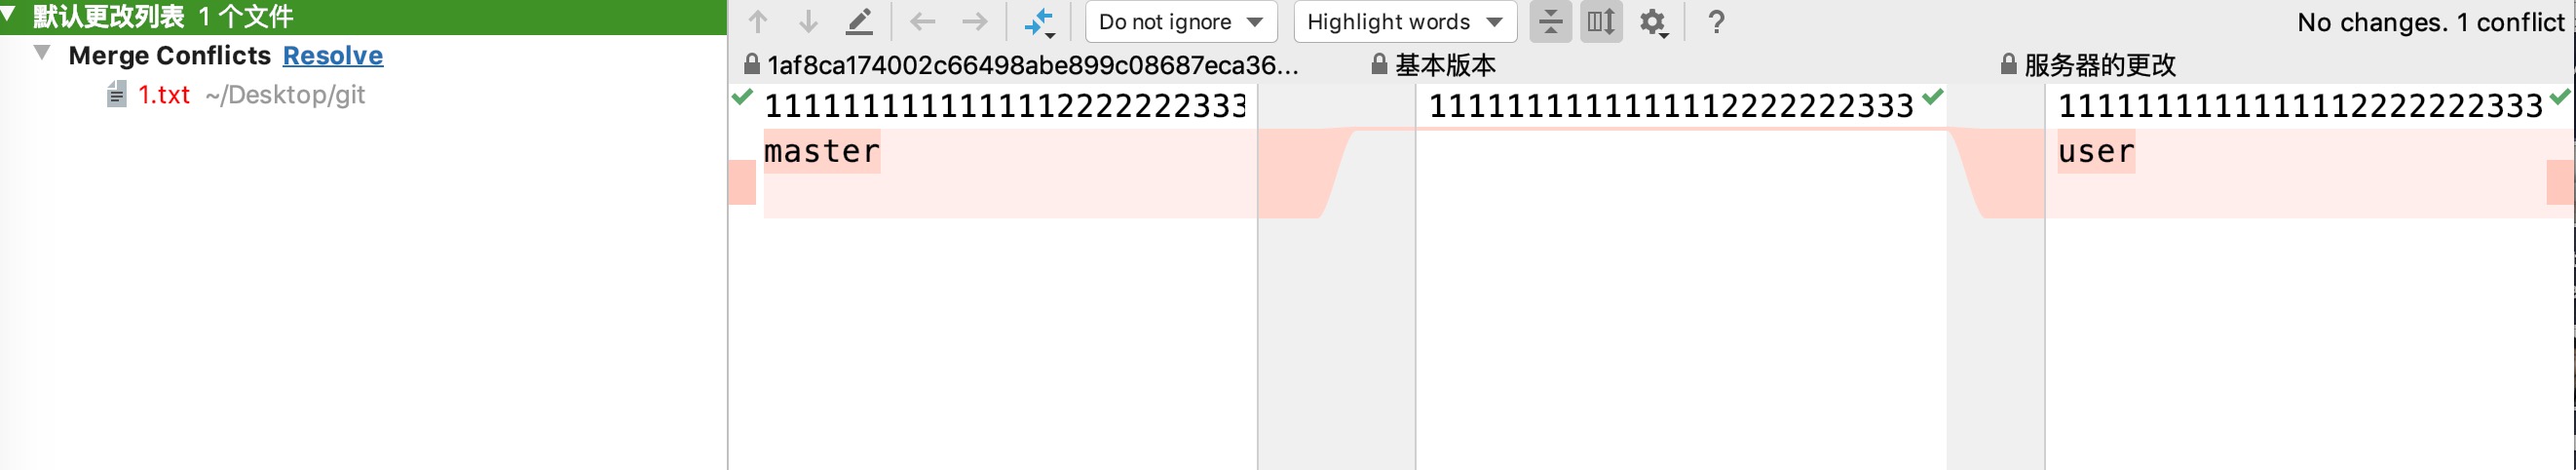 默认更改列表 1 个文件
Merge Conflicts Resolve
1.txt ~/Desktop/git
Do not ignore
Highlight words
?
No changes. 1 conflict
1af8ca174002c66498abe899c08687eca36...
基本版本
服务器的更改
1111111111111112222222333
master
1111111111111112222222333
1111111111111112222222333
user